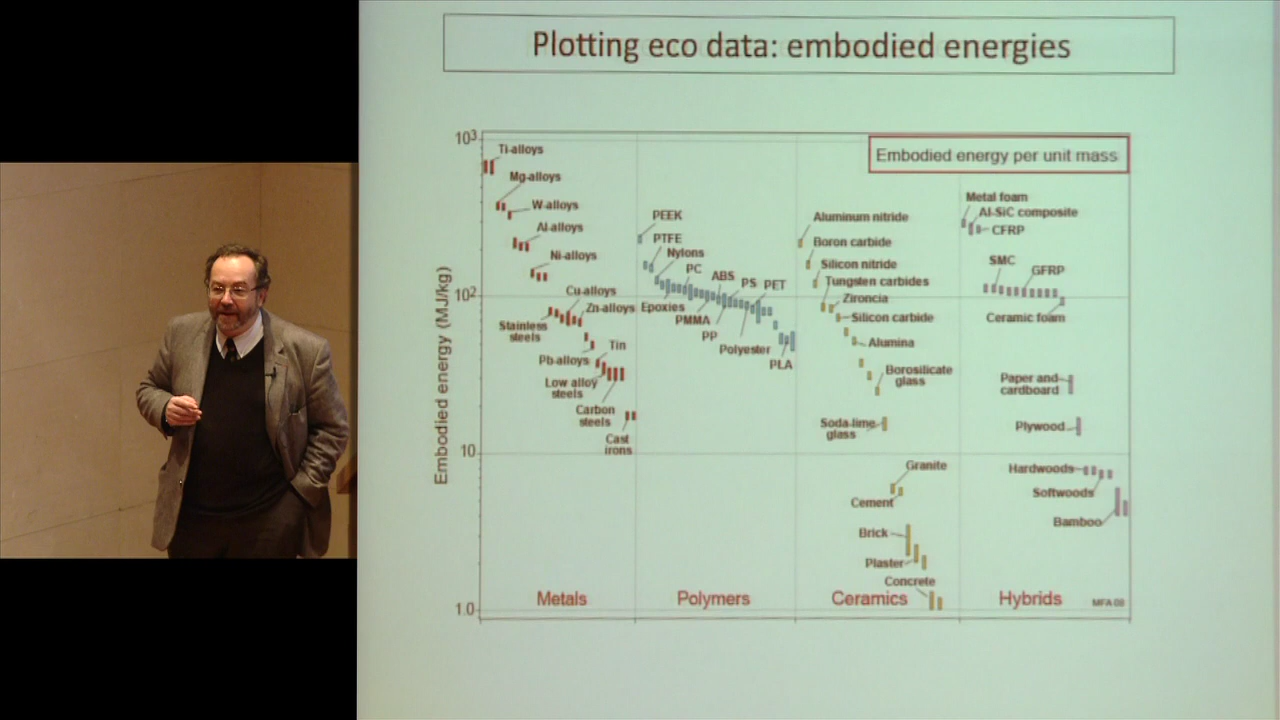 Plotting eco data: embodied energies
Embodied energy (MJ/kg)
10³
10²
10
1.0
Embodied energy per unit mass
Ti-alloys
Mg-alloys
W-alloys
Al-alloys
Ni-alloys
Cu-alloys
Zn-alloys
Stainless
steels
Tin
Pb-alloys
Low alloy
steels
Carbon
steels
Cast
irons
Metals
PEEK
PTFE
Nylons
PC
ABS
PS
PET
Epoxies
PMMA
PP
Polyester
PLA
Polymers
Aluminum nitride
Boron carbide
Silicon nitride
Tungsten carbides
Zirconcia
Silicon carbide
Alumina
Borosilicate
glass
Soda-lime
glass
Granite
Cement
Brick
Plaster
Concrete
Ceramics
Metal foam
Al-SiC composite
CFRP
SMC
GFRP
Ceramic foam
Paper and
cardboard
Plywood
Hardwoods
Softwoods
Bamboo
Hybrids
MFA 08